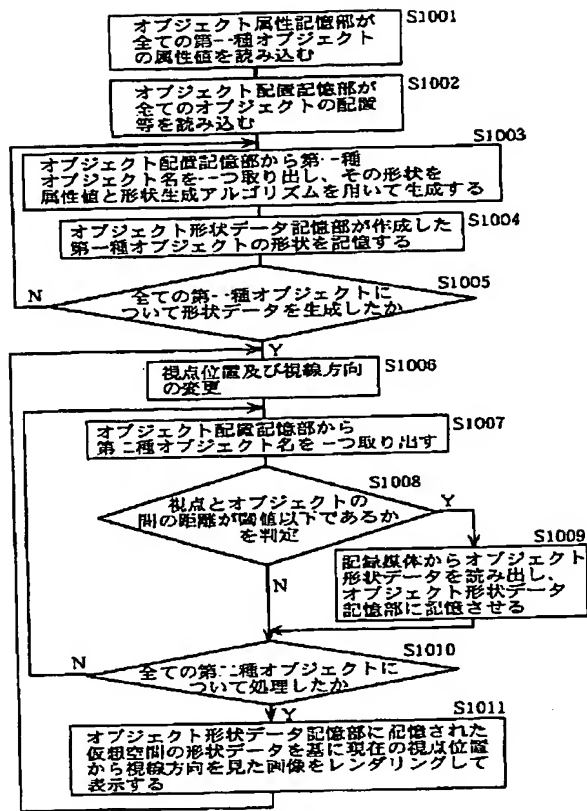 S1001
オブジェクト属性記憶部が
全ての第一種オブジェクト
の属性値を読み込む
S1002
オブジェクト配置記憶部が
全てのオブジェクトの配置
等を読み込む
S1003
オブジェクト配置記憶部から第一種
オブジェクト名を一つ取り出し、その形状を
属性値と形状生成アルゴリズムを用いて生成する
S1004
オブジェクト形状データ記憶部が作成した
第一種オブジェクトの形状を記憶する
S1005
N
全ての第一種オブジェクトに
ついて形状データを生成したか
Y
S1006
視点位置及び視線方向
の変更
S1007
オブジェクト配置記憶部から
第二種オブジェクト名を一つ取り出す
S1008
視点とオブジェクトの
間の距離が閾値以下であるか
を判定
Y
S1009
記録媒体からオブジェクト
形状データを読み出し、
オブジェクト形状データ
記憶部に記憶させる
N
S1010
N
全ての第二種オブジェクトに
ついて処理したか
Y
S1011
オブジェクト形状データ記憶部に記憶された
仮想空間の形状データを基に現在の視点位置
から視線方向を見た画像をレンダリングして
表示する